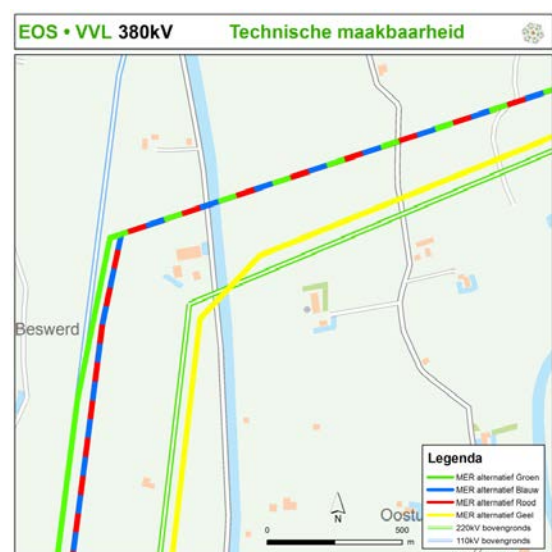 EOS • VVL 380kV Technische maakbaarheid
Beswerd
Legenda
MER alternatief Groen
MER alternatief Blauw
MER alternatief Rood
MER alternatief Geel
220kV bovengronds
110kV bovengronds
Oostu
N
0 500
m